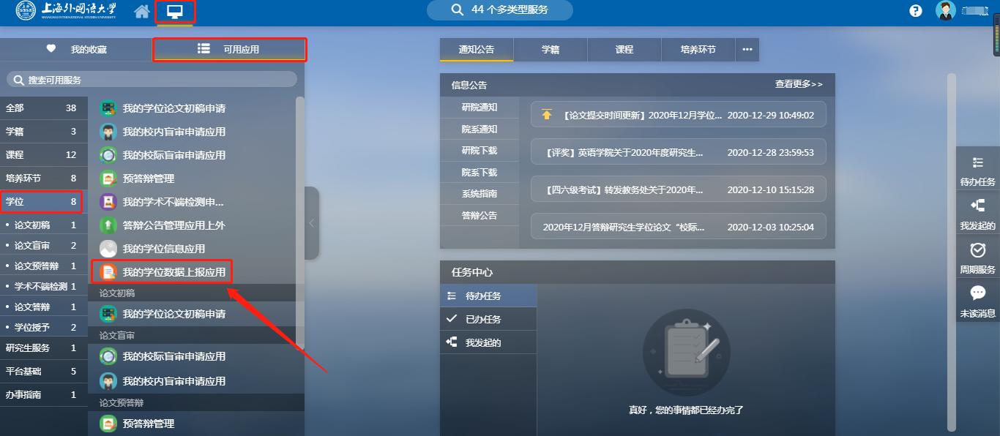 上海外国语大学
SHANGHAI INTERNATIONAL STUDIES UNIVERSITY
44 个多类型服务
我的收藏
可用应用
搜索可用服务
全部 38
学籍 3
课程 12
培养环节 8
学位 8
• 论文初稿 1
• 论文盲审 2
• 论文预答辩 1
• 学术不端检测 1
• 论文答辩 1
• 学位授予 2
研究生服务 1
平台基础 5
办事指南 1
我的学位论文初稿申请
我的校内盲审申请应用
我的校际盲审申请应用
预答辩管理
我的学术不端检测申...
答辩公告管理应用上外
我的学位信息应用
我的学位数据上报应用
论文初稿
我的学位论文初稿申请
论文盲审
我的校际盲审申请应用
我的校内盲审申请应用
论文预答辩
预答辩管理
通知公告
学籍
课程
培养环节
•••
信息公告
查看更多>>
研院通知
院系通知
研院下载
院系下载
系统指南
答辩公告
【论文提交时间更新】2020年12月学位... 2020-12-29 10:49:02
【评奖】英语学院关于2020年度研究生... 2020-12-28 23:59:53
【四六级考试】转发教务处关于2020年... 2020-12-10 15:15:28
2020年12月答辩研究生学位论文“校际... 2020-12-03 10:25:04
任务中心
待办任务
已办任务
我发起的
真好，您的事情都已经办完了
待办任务
我发起的
周期服务
未读消息